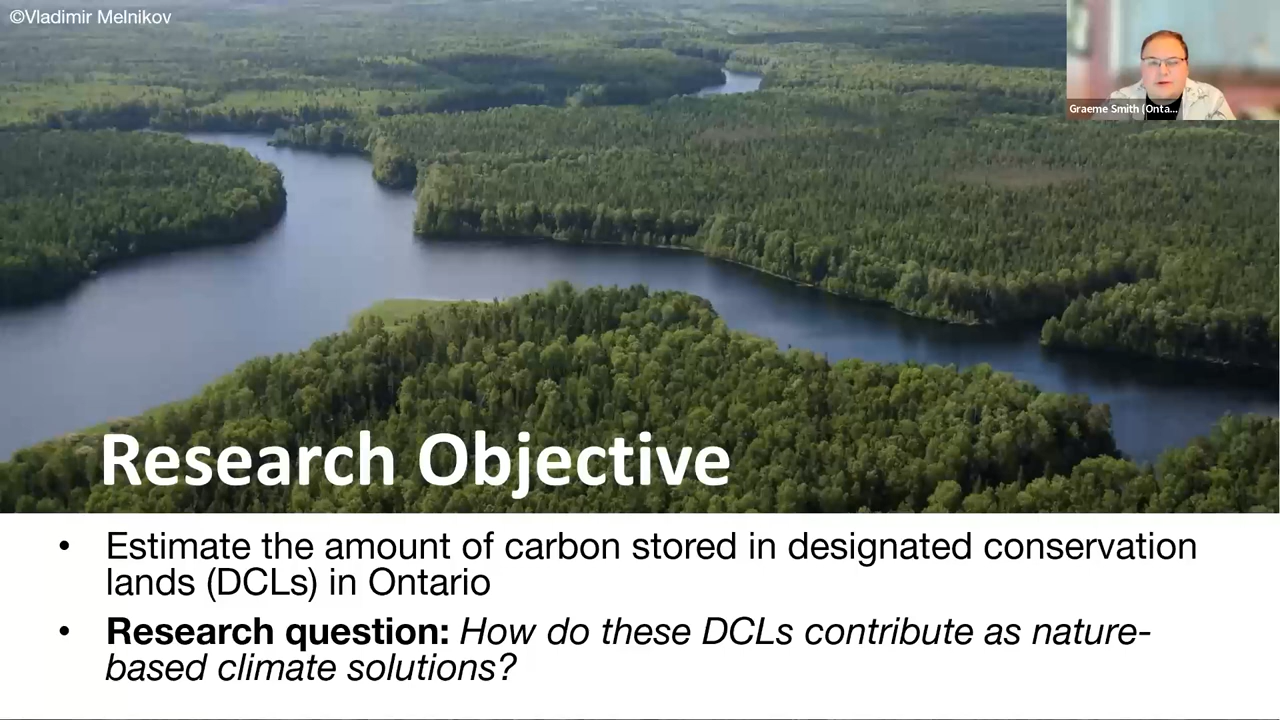 ©Vladimir Melnikov
Graeme Smith (Onta...
Research Objective
• Estimate the amount of carbon stored in designated conservation
lands (DCLs) in Ontario
• Research question: How do these DCLs contribute as nature-
based climate solutions?